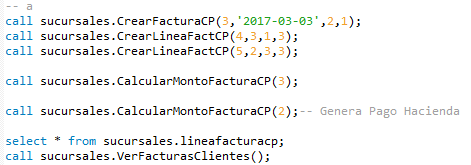 -- a
call sucursales.CrearFacturaCP(3,'2017-03-03',2,1);
call sucursales.CrearLineaFactCP(4,3,1,3);
call sucursales.CrearLineaFactCP(5,2,3,3);
call sucursales.CalcularMontoFacturaCP(3);
call sucursales.CalcularMontoFacturaCP(2);-- Genera Pago Hacienda
select * from sucursales.lineafacturacp;
call sucursales.VerFacturasClientes();